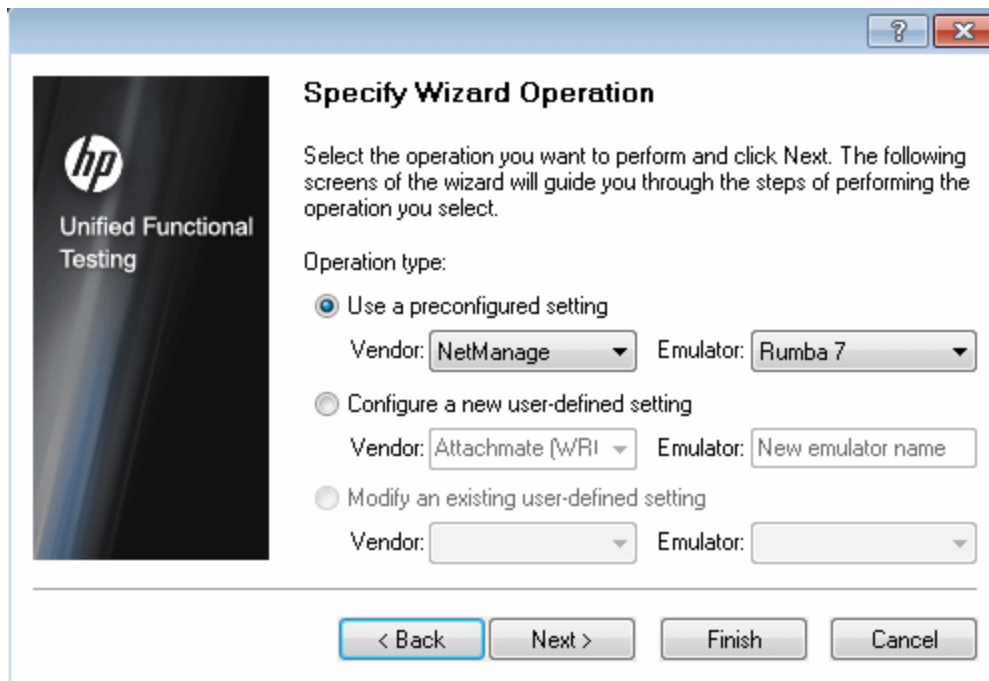 ?
Specify Wizard Operation
hp
Unified Functional
Testing
Select the operation you want to perform and click Next. The following
screens of the wizard will guide you through the steps of performing the
operation you select.
Operation type:
Use a preconfigured setting
Vendor: NetManage Emulator: Rumba 7
Configure a new user-defined setting
Vendor: Attachmate (WRI Emulator: New emulator name
Modify an existing user-defined setting
Vendor: Emulator:
< Back Next > Finish Cancel